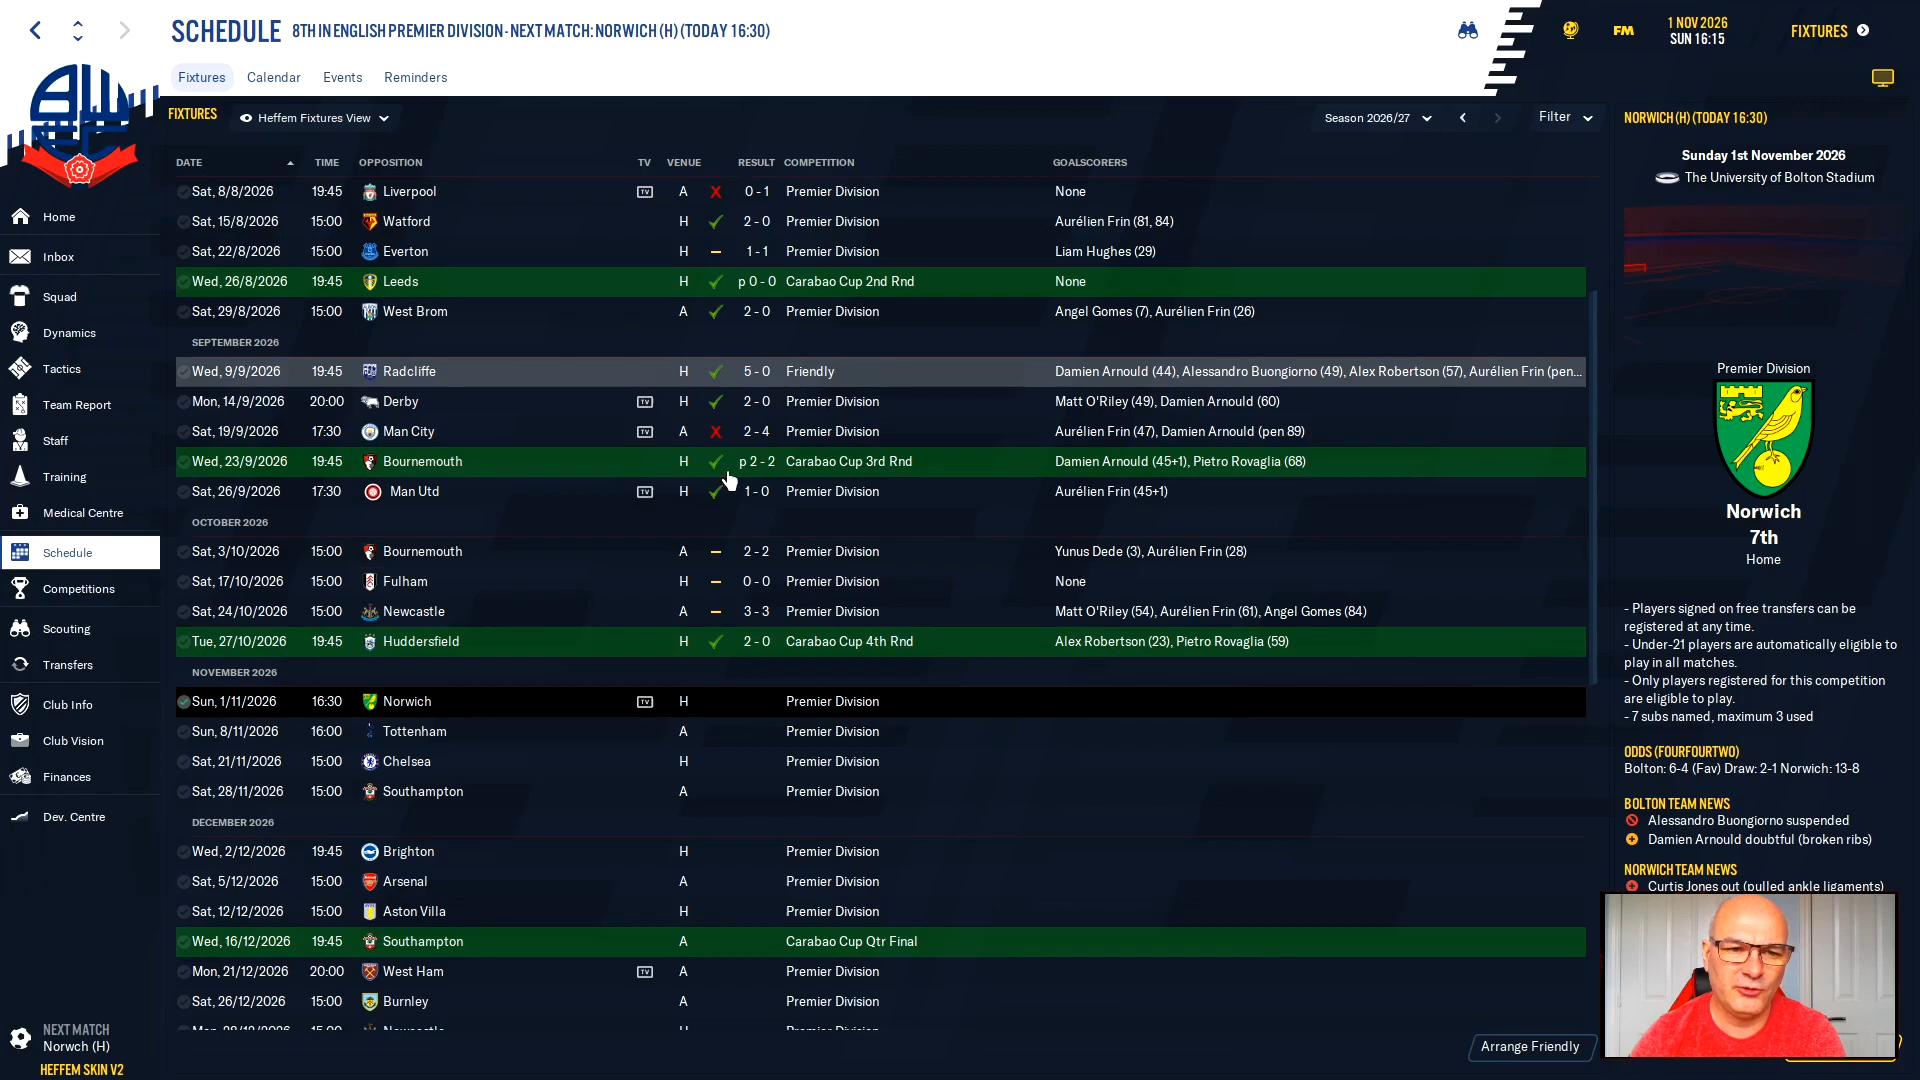 SCHEDULE 8TH IN ENGLISH PREMIER DIVISION - NEXT MATCH: NORWICH (H) (TODAY 16:30)
FM
1 NOV 2026
SUN 16:15
FIXTURES
Fixtures Calendar Events Reminders
FIXTURES Heffem Fixtures View Season 2026/27 Filter
DATE TIME OPPOSITION TV VENUE RESULT COMPETITION GOALSCORERS
Sat, 8/8/2026 19:45 Liverpool TV A X 0 - 1 Premier Division None
Sat, 15/8/2026 15:00 Watford H 2 - 0 Premier Division Aurélien Frin (81, 84)
Sat, 22/8/2026 15:00 Everton H 1 - 1 Premier Division Liam Hughes (29)
Wed, 26/8/2026 19:45 Leeds H p 0 - 0 Carabao Cup 2nd Rnd None
Sat, 29/8/2026 15:00 West Brom A 2 - 0 Premier Division Angel Gomes (7), Aurélien Frin (26)
SEPTEMBER 2026
Wed, 9/9/2026 19:45 Radcliffe H 5 - 0 Friendly Damien Arnould (44), Alessandro Buongiorno (49), Alex Robertson (57), Aurélien Frin (pen...
Mon, 14/9/2026 20:00 Derby TV H 2 - 0 Premier Division Matt O'Riley (49), Damien Arnould (60)
Sat, 19/9/2026 17:30 Man City TV A X 2 - 4 Premier Division Aurélien Frin (47), Damien Arnould (pen 89)
Wed, 23/9/2026 19:45 Bournemouth H p 2 - 2 Carabao Cup 3rd Rnd Damien Arnould (45+1), Pietro Rovaglia (68)
Sat, 26/9/2026 17:30 Man Utd TV H 1 - 0 Premier Division Aurélien Frin (45+1)
OCTOBER 2026
Sat, 3/10/2026 15:00 Bournemouth A 2 - 2 Premier Division Yunus Dede (3), Aurélien Frin (28)
Sat, 17/10/2026 15:00 Fulham H 0 - 0 Premier Division None
Sat, 24/10/2026 15:00 Newcastle A 3 - 3 Premier Division Matt O'Riley (54), Aurélien Frin (61), Angel Gomes (84)
Tue, 27/10/2026 19:45 Huddersfield H 2 - 0 Carabao Cup 4th Rnd Alex Robertson (23), Pietro Rovaglia (59)
NOVEMBER 2026
Sun, 1/11/2026 16:30 Norwich TV H Premier Division
Sun, 8/11/2026 16:00 Tottenham A Premier Division
Sat, 21/11/2026 15:00 Chelsea H Premier Division
Sat, 28/11/2026 15:00 Southampton A Premier Division
DECEMBER 2026
Wed, 2/12/2026 19:45 Brighton H Premier Division
Sat, 5/12/2026 15:00 Arsenal A Premier Division
Sat, 12/12/2026 15:00 Aston Villa H Premier Division
Wed, 16/12/2026 19:45 Southampton A Carabao Cup Qtr Final
Mon, 21/12/2026 20:00 West Ham TV A Premier Division
Sat, 26/12/2026 15:00 Burnley A Premier Division
Arrange Friendly
Home
Inbox
Squad
Dynamics
Tactics
Team Report
Staff
Training
Medical Centre
Schedule
Competitions
Scouting
Transfers
Club Info
Club Vision
Finances
Dev. Centre
NEXT MATCH
Norwch (H)
HEFFEM SKIN V2
NORWICH (H) (TODAY 16:30)
Sunday 1st November 2026
The University of Bolton Stadium
Premier Division
Norwich
7th
Home
- Players signed on free transfers can be
registered at any time.
- Under-21 players are automatically eligible to
play in all matches.
- Only players registered for this competition
are eligible to play.
- 7 subs named, maximum 3 used
ODDS (FOURFOURTWO)
Bolton: 6-4 (Fav) Draw: 2-1 Norwich: 13-8
BOLTON TEAM NEWS
Alessandro Buongiorno suspended
Damien Arnould doubtful (broken ribs)
NORWICH TEAM NEWS
Curtis Jones out (pulled ankle ligaments)